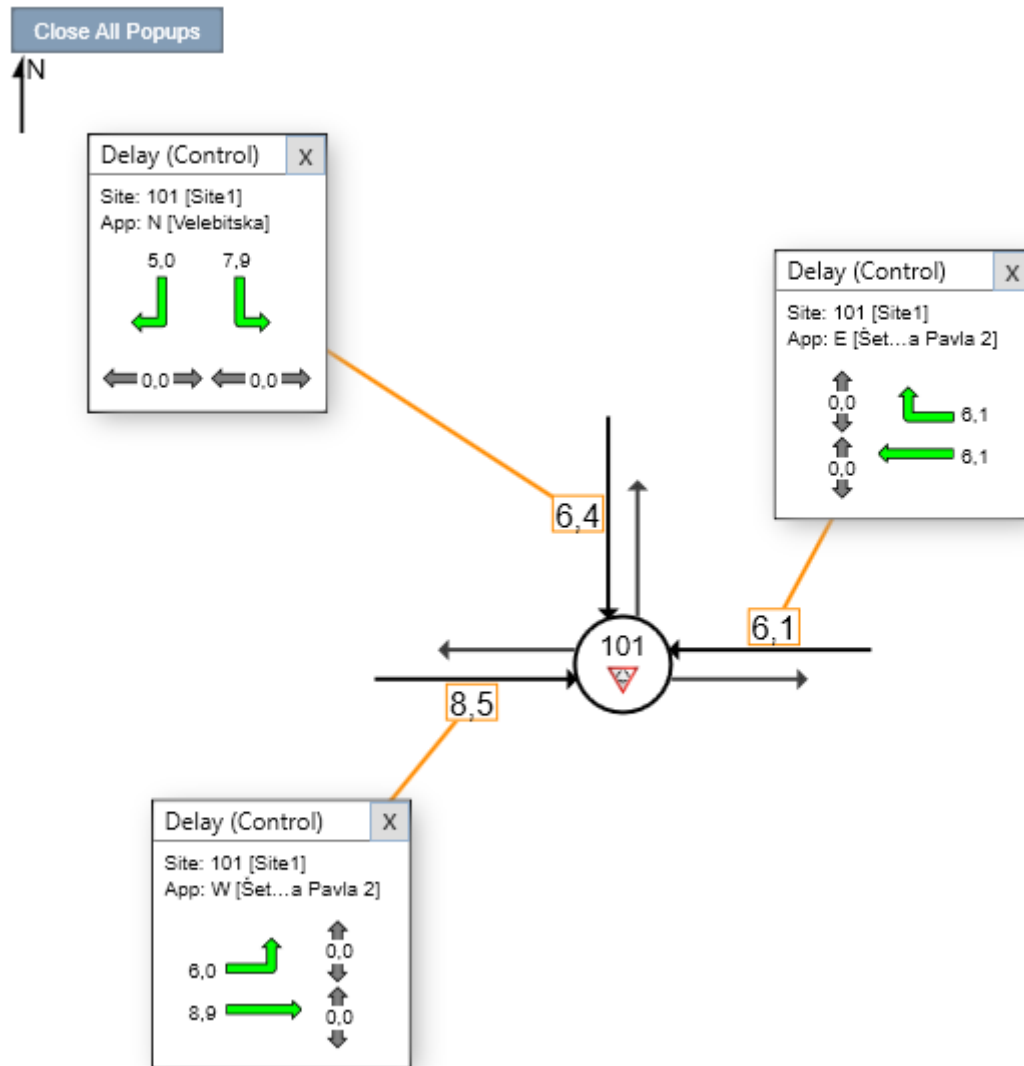 Close All Popups
N
Delay (Control) X
Site: 101 [Site1]
App: N [Velebitska]
5,0 7,9
0,0 0,0
Delay (Control) X
Site: 101 [Site1]
App: E [Šet...a Pavla 2]
0,0 6,1
0,0 6,1
6,4
6,1
101
8,5
Delay (Control) X
Site: 101 [Site1]
App: W [Šet...a Pavla 2]
6,0 0,0
8,9 0,0